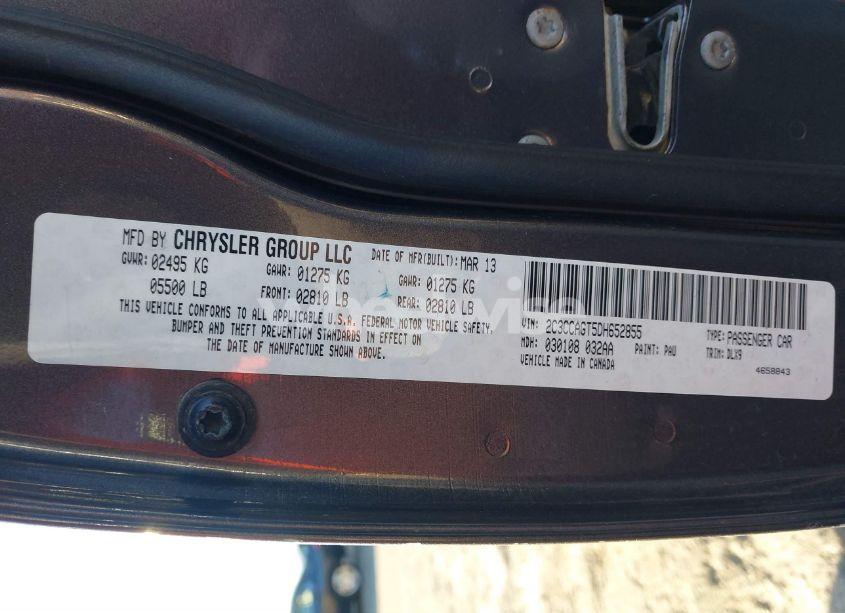 MFD BY CHRYSLER GROUP LLC DATE OF MFR(BUILT): MAR 13
GVWR: 02495 KG GAWR: 01275 KG GAWR: 01275 KG
05500 LB FRONT: 02810 LB REAR: 02810 LB
THIS VEHICLE CONFORMS TO ALL APPLICABLE U.S.A. FEDERAL MOTOR VEHICLE SAFETY,
BUMPER AND THEFT PREVENTION STANDARDS IN EFFECT ON
THE DATE OF MANUFACTURE SHOWN ABOVE.
VIN: 2C3CCAGT5DH652855 TYPE: PASSENGER CAR
MDH: 030108 032AA PAINT: PAU TRIM: DLX9
VEHICLE MADE IN CANADA 4658843